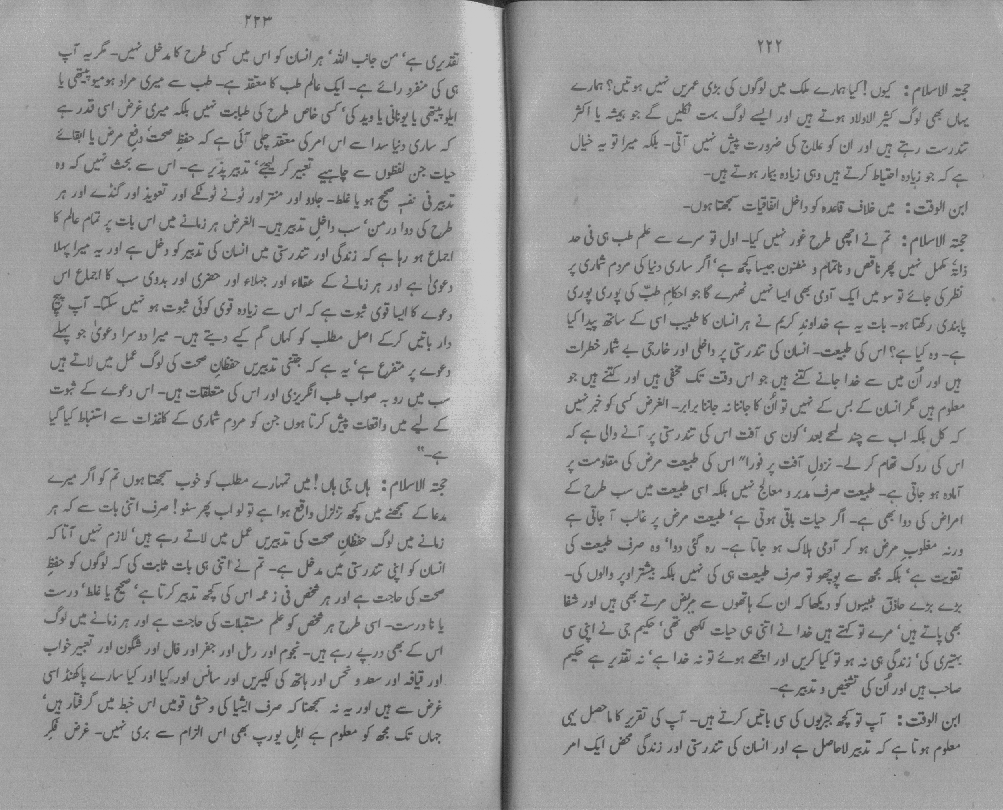 ۲۲۲
حجتہ الاسلام: کیوں! کیا ہمارے ملک میں لوگوں کی بڑی عمریں نہیں ہوتیں؟ ہمارے
یہاں بھی لوگ کثیر الاولاد ہوتے ہیں اور ایسے لوگ بہت نکلیں گے جو ہمیشہ یا اکثر
تندرست رہتے ہیں اور ان کو علاج کی ضرورت پیش نہیں آتی۔ بلکہ میرا تو یہ خیال
ہے کہ جو زیادہ احتیاط کرتے ہیں وہی زیادہ بیمار ہوتے ہیں۔
ابن الوقت: میں خلاف قاعدہ کو داخل اتفاقیات سمجھتا ہوں۔
حجتہ الاسلام: تم نے اچھی طرح غور نہیں کیا۔ اول تو سرے سے علم طب ہی فی حد
ذاتہٖ مکمل نہیں پھر ناقص و ناتمام و مظنون جیسا کچھ ہے‘ اگر ساری دنیا کی مردم شماری پر
نظر کی جائے تو سو میں ایک آدمی بھی ایسا نہیں ٹھہرے گا جو احکامِ طبّ کی پوری پوری
پابندی رکھتا ہو۔ بات یہ ہے خداوندِ کریم نے ہر انسان کا طبیب اسی کے ساتھ پیدا کیا
ہے۔ وہ کیا ہے؟ اس کی طبیعت۔ انسان کی تندرستی پر داخلی اور خارجی بے شمار خطرات
ہیں اور اُن میں سے خدا جانے کتنے ہیں جو اس وقت تک مخفی ہیں اور کتنے ہیں جو
معلوم ہیں مگر انسان کے بس کے نہیں تو اُن کا جاننا نہ جاننا برابر۔ الغرض کسی کو خبر نہیں
کہ کل بلکہ اب سے چند لمحے بعد‘ کون سی آفت اس کی تندرستی پر آنے والی ہے کہ
اس کی روک تھام کر لے۔ نزولِ آفت پر فوراً اس کی طبیعت مرض کی مقاومت پر
آمادہ ہو جاتی ہے۔ طبیعت صرف مدبر و معالج نہیں بلکہ اسی طبیعت میں سب طرح کے
امراض کی دوا بھی ہے۔ اگر حیات باقی ہوتی ہے‘ طبیعت مرض پر غالب آ جاتی ہے
ورنہ مغلوبِ مرض ہو کر آدمی ہلاک ہو جاتا ہے۔ رہ گئی دوا‘ وہ صرف طبیعت کی
تقویت ہے‘ بلکہ مجھ سے پوچھو تو صرف طبیعت ہی کی نہیں بلکہ بیشتر اوپر والوں کی۔
بڑے بڑے حاذق طبیبوں کو دیکھا کہ ان کے ہاتھوں سے مریض مرتے بھی ہیں اور شفا
بھی پاتے ہیں‘ مرے تو کہتے ہیں خدا نے اتنی ہی حیات لکھی تھی‘ حکیم جی نے اپنی سی
بہتیری کی‘ زندگی ہی نہ ہو تو کیا کریں اور اچھے ہوئے تو نہ خدا ہے‘ نہ تقدیر ہے حکیم
صاحب ہیں اور اُن کی تشخیص و تدبیر ہے۔
ابن الوقت: آپ تو کچھ جبریوں کی سی باتیں کرتے ہیں۔ آپ کی تقریر کا ماحصل یہی
معلوم ہوتا ہے کہ تدبیر لاحاصل ہے اور انسان کی تندرستی اور زندگی محض ایک امر
۲۲۳
تقدیری ہے‘ من جانب اللہ‘ ہر انسان کو اس میں کسی طرح کا مدخل نہیں۔ مگر یہ آپ
ہی کی منفرد رائے ہے۔ ایک عالم طب کا معتقد ہے۔ طب سے میری مراد ہومیوپیتھی یا
ایلوپیتھی یا یونانی یا وید کی‘ کسی خاص طرح کی طبابت نہیں بلکہ میری غرض اسی قدر ہے
کہ ساری دنیا سدا سے اس امر کی معتقد چلی آئی ہے کہ حفظِ صحت‘ دفعِ مرض یا ابقائے
حیات جن لفظوں سے چاہیے تعبیر کر لیجئے‘ تدبیر پذیر ہے۔ اس سے بحث نہیں کہ وہ
تدبیر فی نفسہٖ صحیح ہو یا غلط۔ جادو اور منتر اور ٹونے ٹوٹکے اور تعویذ اور گنڈے اور ہر
طرح کی دوا درمن‘ سب داخلِ تدبیر ہیں۔ الغرض ہر زمانے میں اس بات پر تمام عالم کا
اجماع ہو رہا ہے کہ زندگی اور تندرستی میں انسان کی تدبیر کو دخل ہے اور یہ میرا پہلا
دعویٰ ہے اور ہر زمانے کے عقلاء اور جہلاء اور حضری اور بدوی سب کا اجماع اس
دعوے کا ایسا قوی ثبوت ہے کہ اس سے زیادہ قوی کوئی ثبوت ہو نہیں سکتا۔ آپ پیچ
دار باتیں کرکے اصل مطلب کو کہاں گم کیے دیتے ہیں۔ میرا دوسرا دعویٰ جو پہلے
دعوے پر متفرع ہے‘ یہ ہے کہ جتنی تدبیریں حفظانِ صحت کی لوگ عمل میں لاتے ہیں
سب میں رو بہ صواب طب انگریزی اور اس کی متعلقات ہیں۔ اس دعوے کے ثبوت
کے لیے میں واقعات پیش کرتا ہوں جن کو مردم شماری کے کاغذات سے استنباط کیا گیا
ہے۔“
حجتہ الاسلام: ہاں جی ہاں! میں تمہارے مطلب کو خوب سمجھتا ہوں تم کو اگر میرے
مدعا کے سمجھنے میں کچھ تزلزل واقع ہوا ہے تو لو اب پھر سنو! صرف اتنی بات سے کہ ہر
زمانے میں لوگ حفظانِ صحت کی تدبیریں عمل میں لاتے رہے ہیں‘ لازم نہیں آتا کہ
انسان کو اپنی تندرستی میں مدخل ہے۔ تم نے اتنی ہی بات ثابت کی کہ لوگوں کو حفظِ
صحت کی حاجت ہے اور ہر شخص فی زعمہٖ اس کی کچھ تدبیر کرتا ہے‘ صحیح یا غلط‘ درست
یا نادرست۔ اسی طرح ہر شخص کو علم مستقبلات کی حاجت ہے اور ہر زمانے میں لوگ
اس کے بھی درپے رہے ہیں۔ نجوم اور رمل اور جفر اور فال اور شگون اور تعبیرِ خواب
اور قیافہ اور سعد و نحس اور ہاتھ کی لکیریں اور سانس اور کیا اور کیا سارے پاکھنڈ اسی
غرض سے ہیں اور یہ نہ سمجھنا کہ صرف ایشیا کی وحشی قومیں اس خبط میں گرفتار ہیں‘
جہاں تک مجھ کو معلوم ہے اہلِ یورپ بھی اس الزام سے بری نہیں۔ غرض فکرِ